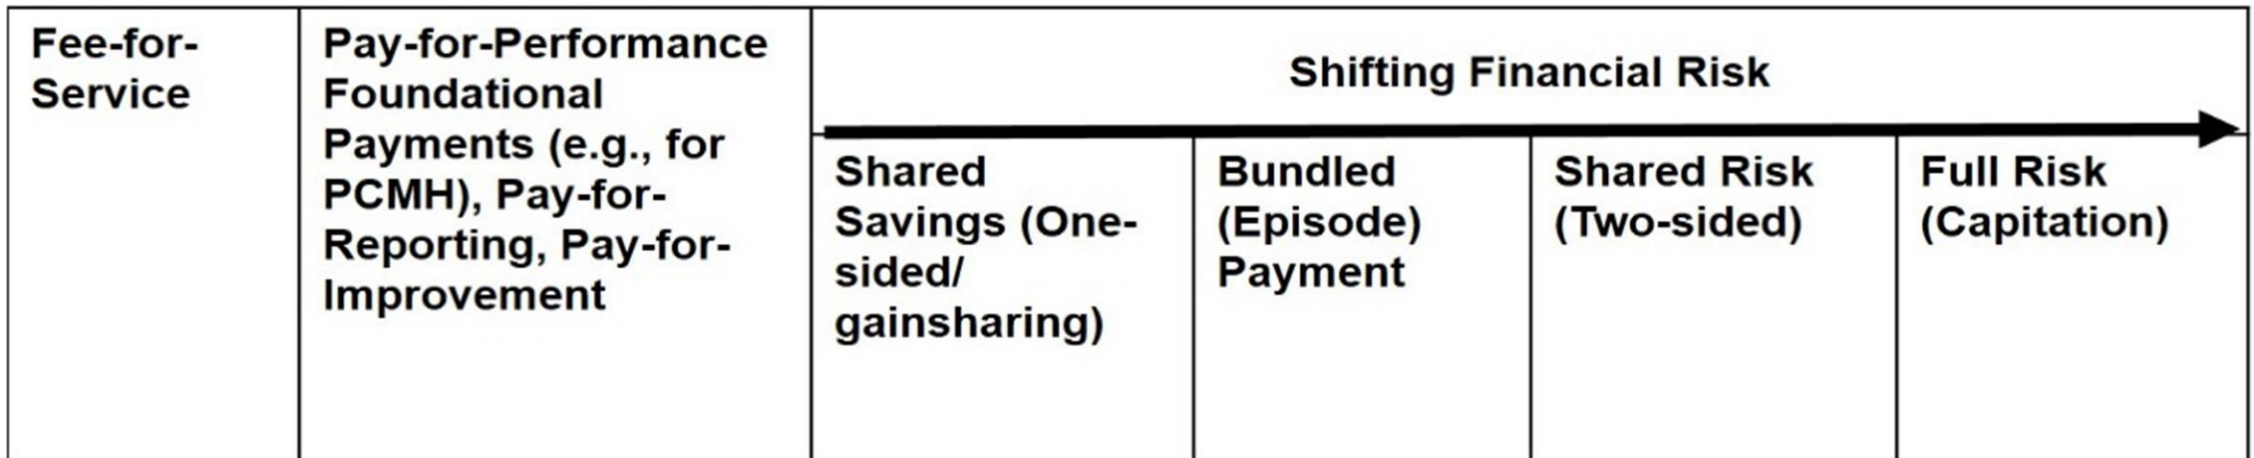 Fee-for-
Service
Pay-for-Performance
Foundational
Payments (e.g., for
PCMH), Pay-for-
Reporting, Pay-for-
Improvement
Shifting Financial Risk
Shared
Savings (One-
sided/
gainsharing)
Bundled
(Episode)
Payment
Shared Risk
(Two-sided)
Full Risk
(Capitation)